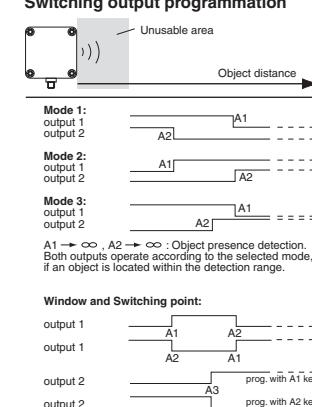 Switching output programmation
Unusable area
Object distance
Mode 1:
output 1
output 2
A1
A2
Mode 2:
output 1
output 2
A1
A2
Mode 3:
output 1
output 2
A1
A2
A1 → ∞ , A2 → ∞ : Object presence detection.
Both outputs operate according to the selected mode,
if an object is located within the detection range.
Window and Switching point:
output 1
A1 A2
output 1
A2 A1
output 2 prog. with A1 ke
A3
output 2 prog. with A2 ke